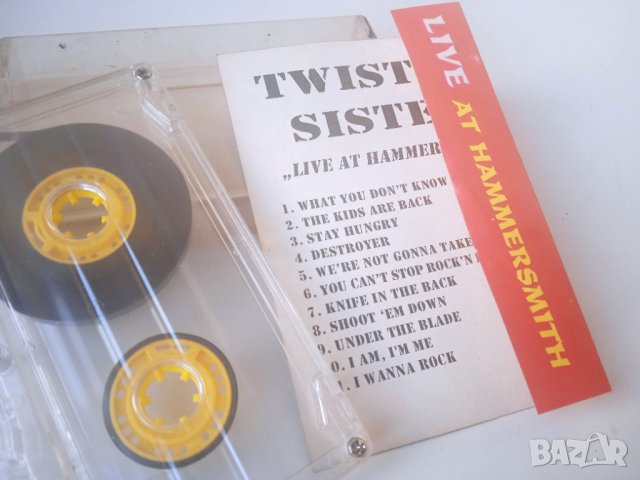 TWIST
SISTE
„LIVE AT HAMMER
1. WHAT YOU DON'T KNOW
2. THE KIDS ARE BACK
3. STAY HUNGRY
4. DESTROYER
5. WE'RE NOT GONNA TAKE
6. YOU CAN'T STOP ROCK'N
7. KNIFE IN THE BACK
8. SHOOT 'EM DOWN
9. UNDER THE BLADE
0. I AM, I'M ME
1. I WANNA ROCK
LIVE AT HAMMERSMITH
BAZAR
bg